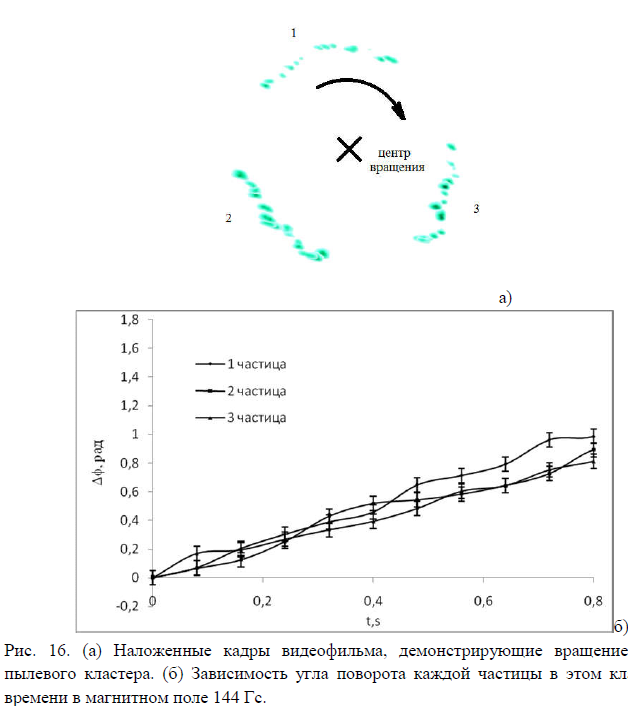 1
центр
вращения
2
3
а)
1,8
1,6
1,4
1,2
1
0,8
0,6
0,4
0,2
0
-0,2
1 частица
2 частица
3 частица
Δφ.рад
0 0,2 0,4 0,6 0,8
t,s
б)
Рис. 16. (а) Наложенные кадры видеофильма, демонстрирующие вращение
пылевого кластера. (б) Зависимость угла поворота каждой частицы в этом кл
времени в магнитном поле 144 Гс.